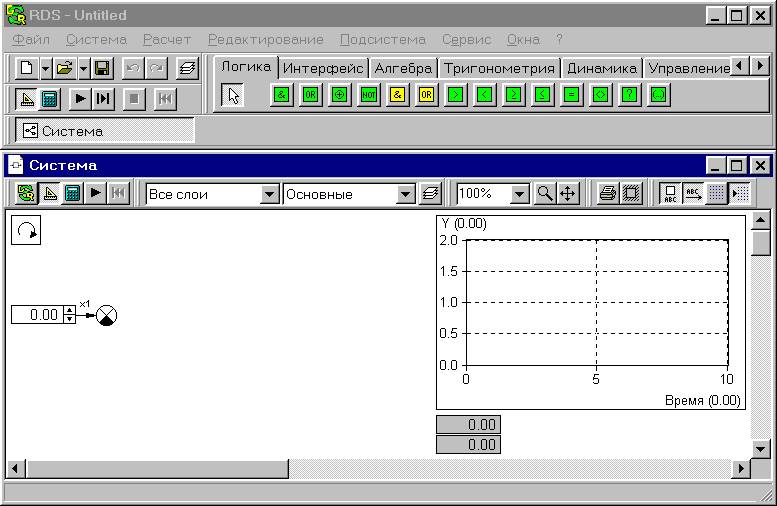 RDS - Untitled
Файл Система Расчет Редактирование Подсистема Сервис Окна ?
Логика Интерфейс Алгебра Тригонометрия Динамика Управление
& OR NOT & OR > < ≥ ≤ = <> ? (...)
Система
Система
Все слои Основные 100% ABC ABC
Y (0.00)
2.0
1.5
1.0
0.5
0.0
0 5 10
Время (0.00)
x1
0.00
0.00
0.00